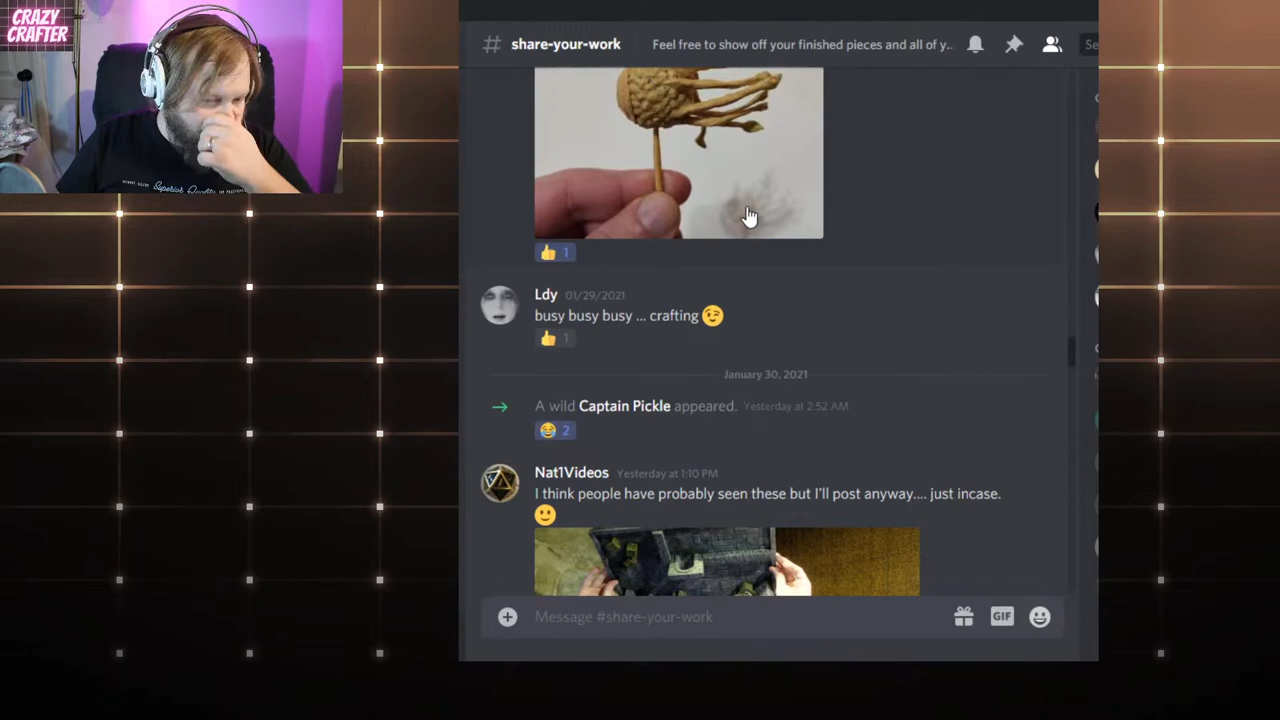 CRAZY
CRAFTER
Superior Quality
# share-your-work
Feel free to show off your finished pieces and all of y...
Se
1
Ldy 01/29/2021
busy busy busy ... crafting 😉
1
January 30, 2021
A wild Captain Pickle appeared. Yesterday at 2:52 AM
2
Nat1Videos Yesterday at 1:10 PM
I think people have probably seen these but I'll post anyway.... just incase.
🙂
Message #share-your-work
GIF